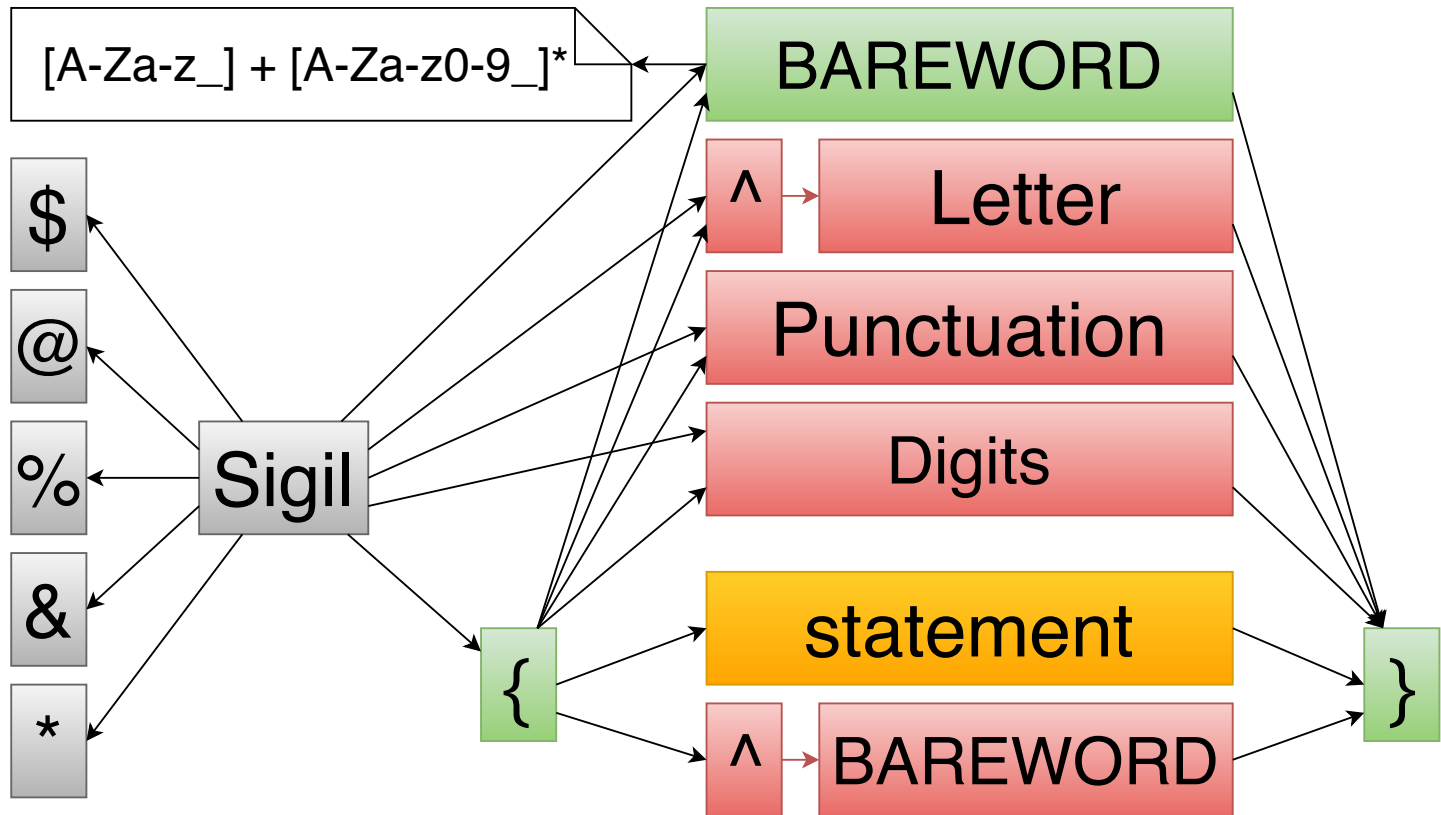 [A-Za-z_] + [A-Za-z0-9_]*
BAREWORD
$
^
Letter
@
Punctuation
%
Sigil
Digits
&
{
statement
}
*
^
BAREWORD